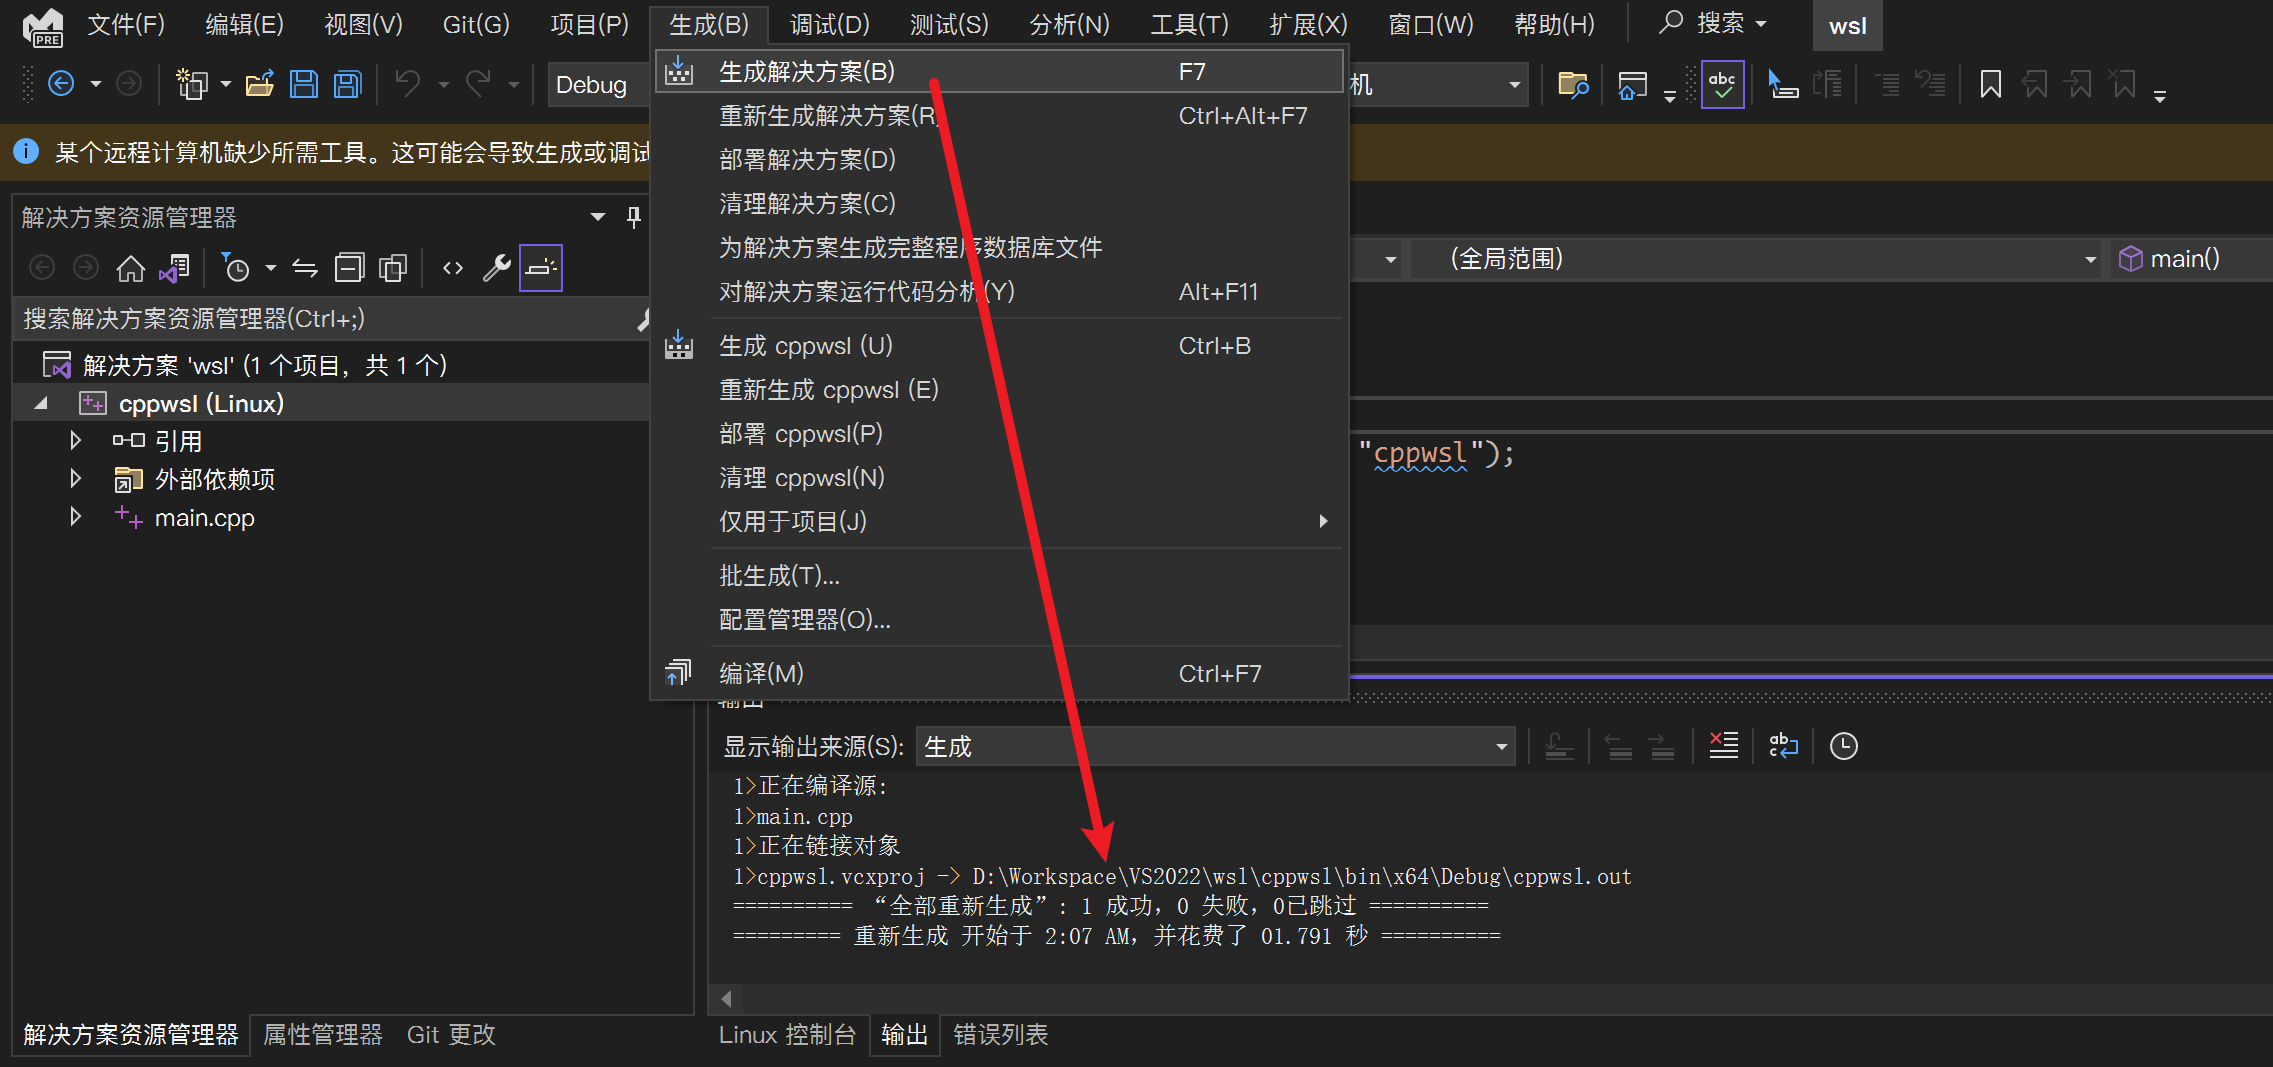 PRE
文件(F) 编辑(E) 视图(V) Git(G) 项目(P) 生成(B) 调试(D) 测试(S) 分析(N) 工具(T) 扩展(X) 窗口(W) 帮助(H) 搜索 wsl
Debug
机
abc
某个远程计算机缺少所需工具。这可能会导致生成或调试
生成解决方案(B) F7
重新生成解决方案(R) Ctrl+Alt+F7
部署解决方案(D)
清理解决方案(C)
为解决方案生成完整程序数据库文件
对解决方案运行代码分析(Y) Alt+F11
生成 cppwsl (U) Ctrl+B
重新生成 cppwsl (E)
部署 cppwsl(P)
清理 cppwsl(N)
仅用于项目(J)
批生成(T)...
配置管理器(O)...
编译(M) Ctrl+F7
解决方案资源管理器
搜索解决方案资源管理器(Ctrl+;)
解决方案 'wsl' (1 个项目，共 1 个)
cppwsl (Linux)
引用
外部依赖项
main.cpp
(全局范围) main()
"cppwsl");
输出
显示输出来源(S): 生成
1>正在编译源:
1>main.cpp
1>正在链接对象
1>cppwsl.vcxproj -> D:\Workspace\VS2022\wsl\cppwsl\bin\x64\Debug\cppwsl.out
========== “全部重新生成”: 1 成功，0 失败，0已跳过 ==========
========= 重新生成 开始于 2:07 AM，并花费了 01.791 秒 ==========
解决方案资源管理器 属性管理器 Git 更改
Linux 控制台 输出 错误列表